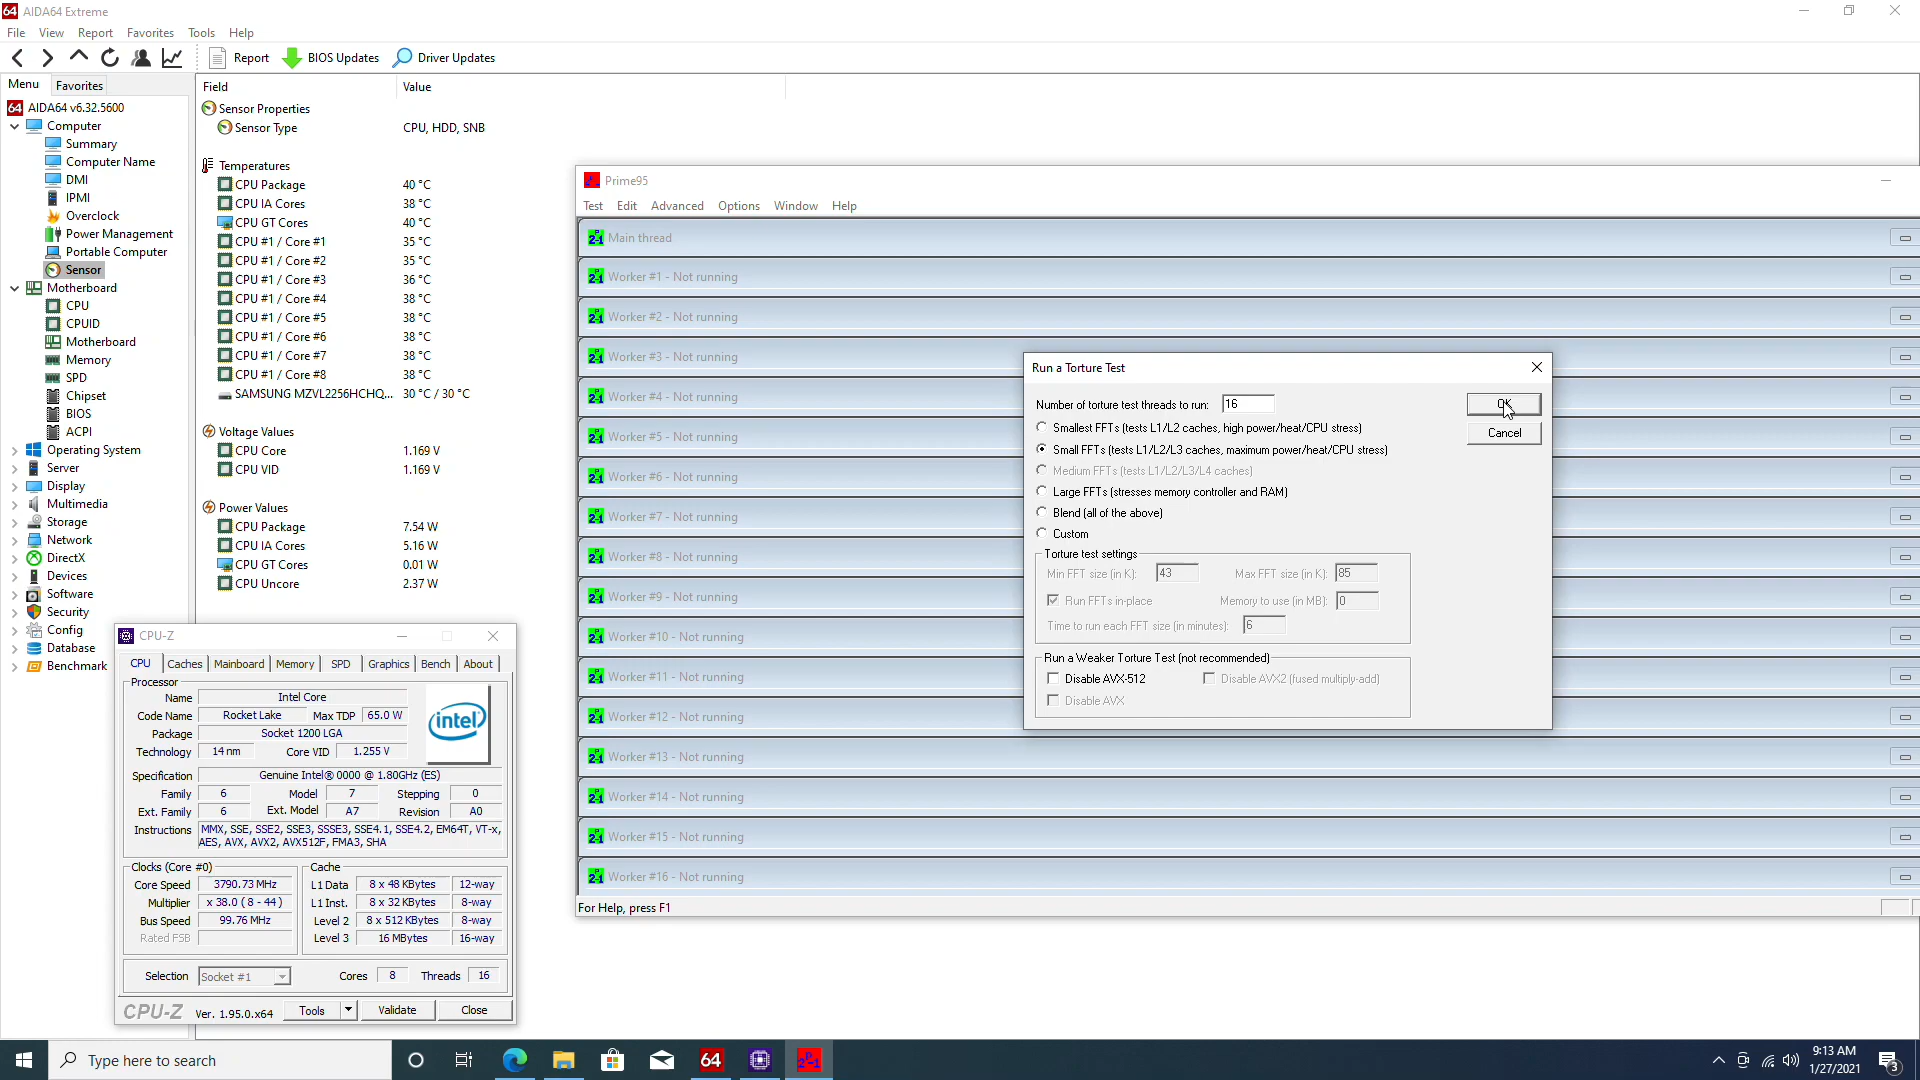 64 AIDA64 Extreme
File View Report Favorites Tools Help
Report BIOS Updates Driver Updates
Menu Favorites
Field Value
64 AIDA64 v6.32.5600
Computer
Summary
Computer Name
DMI
IPMI
Overclock
Power Management
Portable Computer
Sensor
Motherboard
CPU
CPUID
Motherboard
Memory
SPD
Chipset
BIOS
ACPI
Operating System
Server
Display
Multimedia
Storage
Network
DirectX
Devices
Software
Security
Config
Database
Benchmark
Sensor Properties
Sensor Type CPU, HDD, SNB
Temperatures
CPU Package 40 °C
CPU IA Cores 38 °C
CPU GT Cores 40 °C
CPU #1 / Core #1 35 °C
CPU #1 / Core #2 35 °C
CPU #1 / Core #3 36 °C
CPU #1 / Core #4 38 °C
CPU #1 / Core #5 38 °C
CPU #1 / Core #6 38 °C
CPU #1 / Core #7 38 °C
CPU #1 / Core #8 38 °C
SAMSUNG MZVL2256HCHQ... 30 °C / 30 °C
Voltage Values
CPU Core 1.169 V
CPU VID 1.169 V
Power Values
CPU Package 7.54 W
CPU IA Cores 5.16 W
CPU GT Cores 0.01 W
CPU Uncore 2.37 W
Prime95
Test Edit Advanced Options Window Help
Main thread
Worker #1 - Not running
Worker #2 - Not running
Worker #3 - Not running
Worker #4 - Not running
Worker #5 - Not running
Worker #6 - Not running
Worker #7 - Not running
Worker #8 - Not running
Worker #9 - Not running
Worker #10 - Not running
Worker #11 - Not running
Worker #12 - Not running
Worker #13 - Not running
Worker #14 - Not running
Worker #15 - Not running
Worker #16 - Not running
For Help, press F1
Run a Torture Test
Number of torture test threads to run: 16
OK
Cancel
Smallest FFTs (tests L1/L2 caches, high power/heat/CPU stress)
Small FFTs (tests L1/L2/L3 caches, maximum power/heat/CPU stress)
Medium FFTs (tests L1/L2/L3/L4 caches)
Large FFTs (stresses memory controller and RAM)
Blend (all of the above)
Custom
Torture test settings
Min FFT size (in K): 43 Max FFT size (in K): 85
Run FFTs in-place Memory to use (in MB): 0
Time to run each FFT size (in minutes): 6
Run a Weaker Torture Test (not recommended)
Disable AVX-512 Disable AVX2 (fused multiply-add)
Disable AVX
CPU-Z
CPU Caches Mainboard Memory SPD Graphics Bench About
Processor
Name Intel Core
Code Name Rocket Lake Max TDP 65.0 W
Package Socket 1200 LGA
Technology 14 nm Core VID 1.255 V
intel
Specification Genuine Intel® 0000 @ 1.80GHz (ES)
Family 6 Model 7 Stepping 0
Ext. Family 6 Ext. Model A7 Revision A0
Instructions MMX, SSE, SSE2, SSE3, SSSE3, SSE4.1, SSE4.2, EM64T, VT-x,
AES, AVX, AVX2, AVX512F, FMA3, SHA
Clocks (Core #0)
Core Speed 3790.73 MHz
Multiplier x 38.0 ( 8 - 44 )
Bus Speed 99.76 MHz
Rated FSB
Cache
L1 Data 8 x 48 KBytes 12-way
L1 Inst. 8 x 32 KBytes 8-way
Level 2 8 x 512 KBytes 8-way
Level 3 16 MBytes 16-way
Selection Socket #1 Cores 8 Threads 16
CPU-Z Ver. 1.95.0.x64 Tools Validate Close
Type here to search
64
9:13 AM
1/27/2021
3